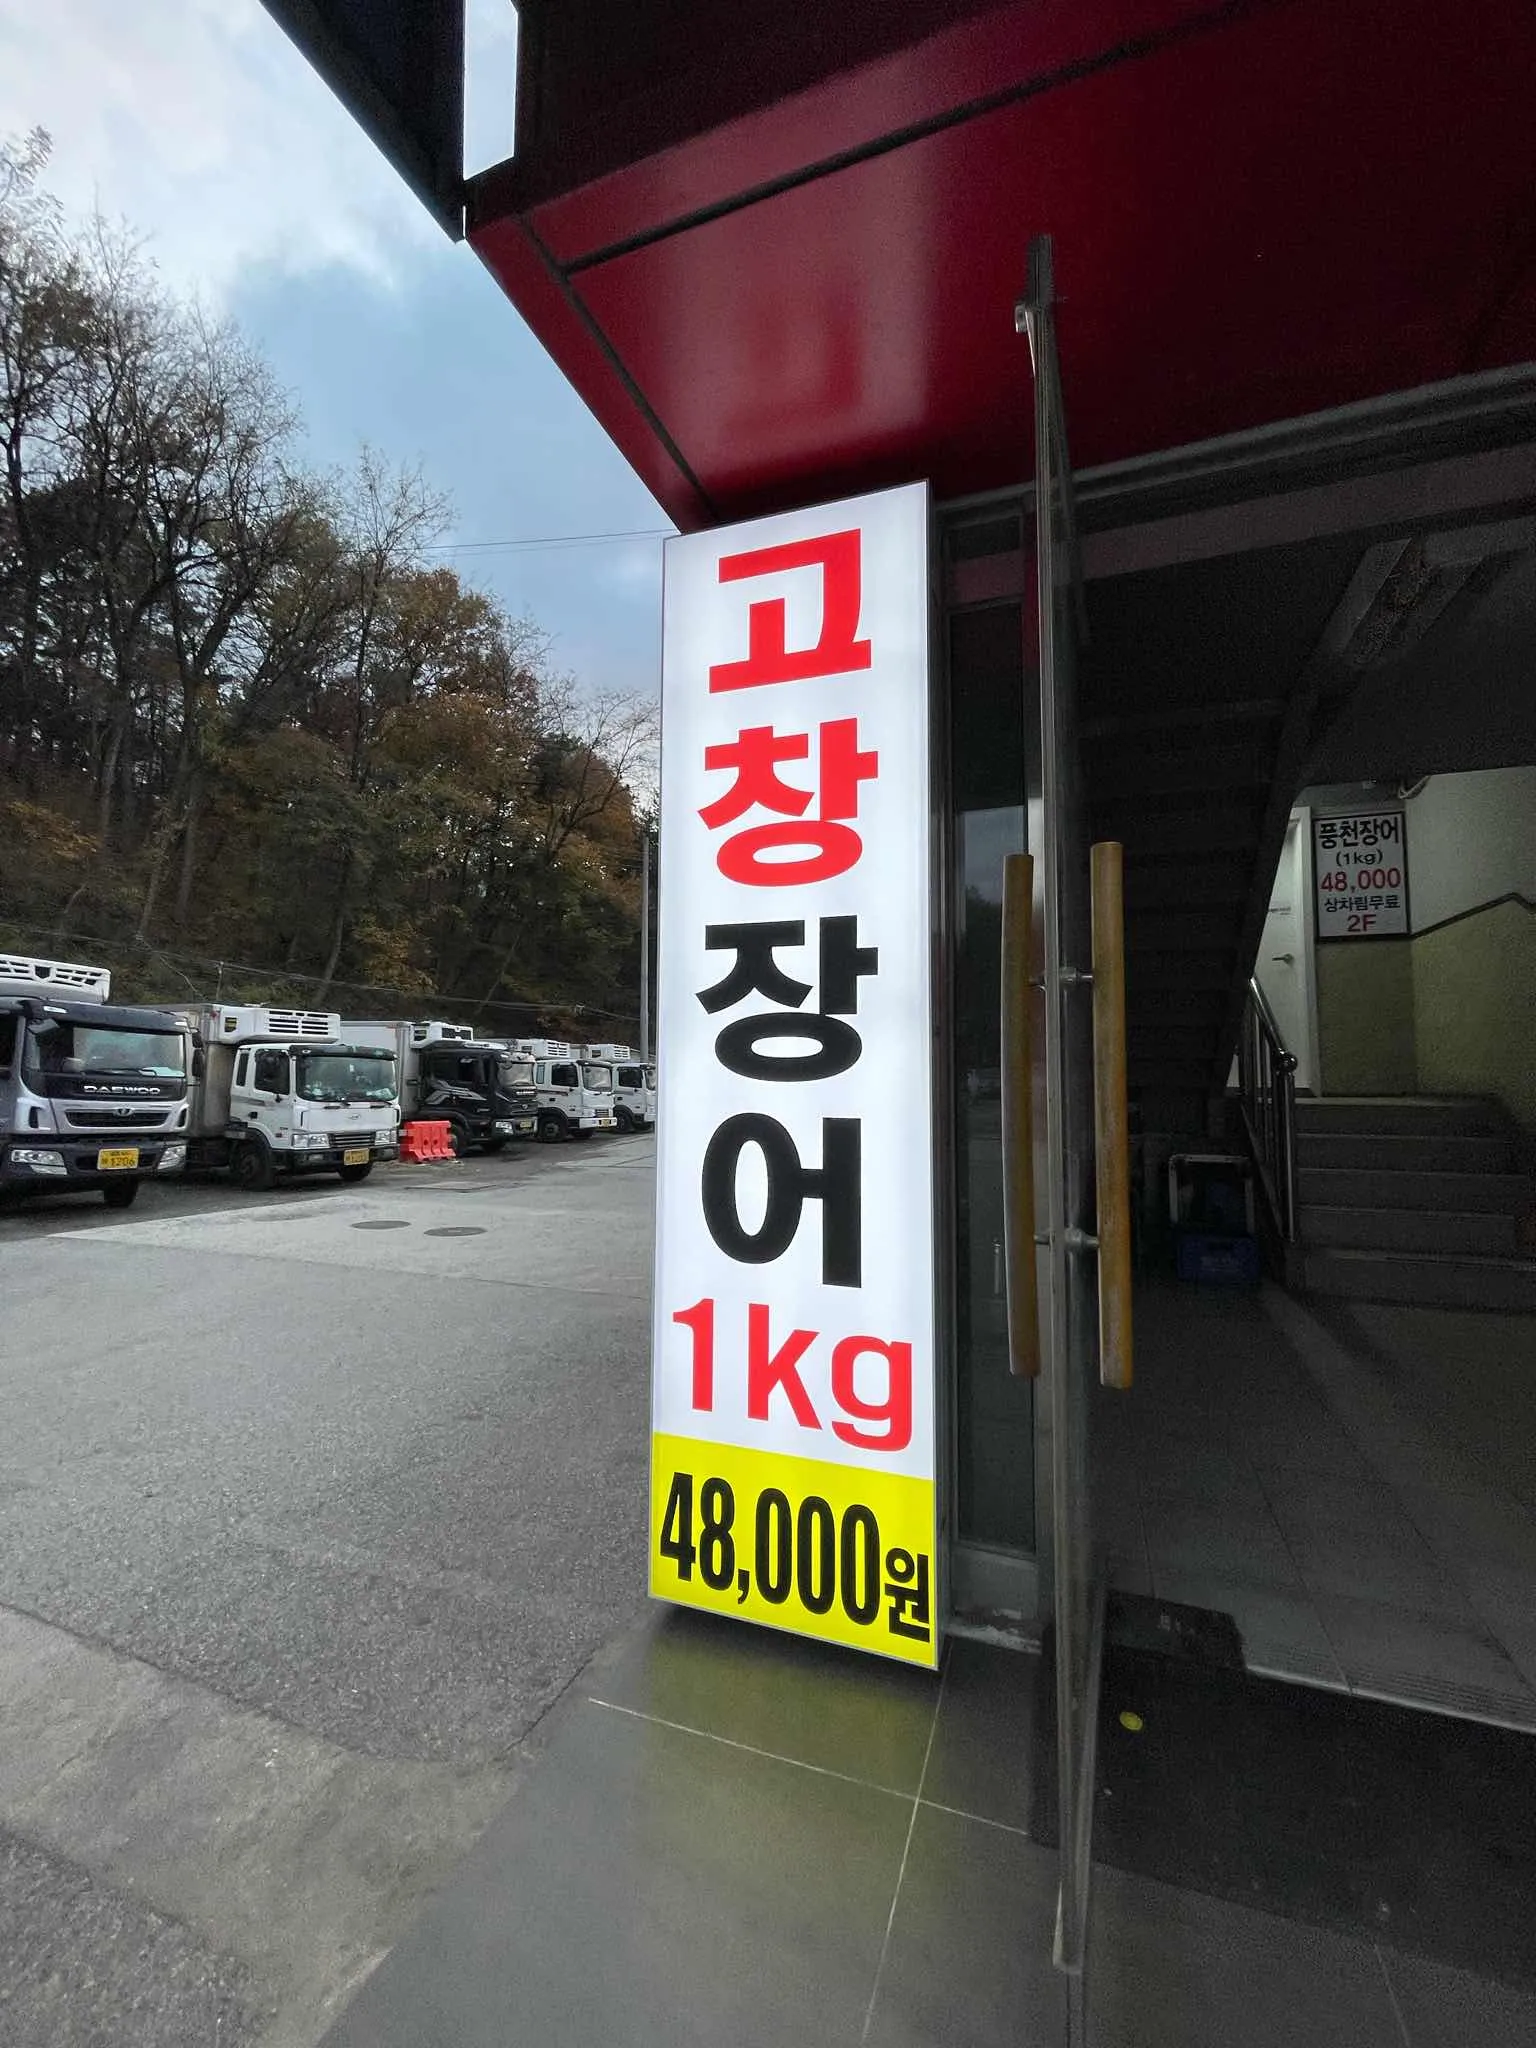 고창장어
1kg
48,000원
풍천장어
(1kg)
48,000
상차림무료
2F
DAEWOO
1206